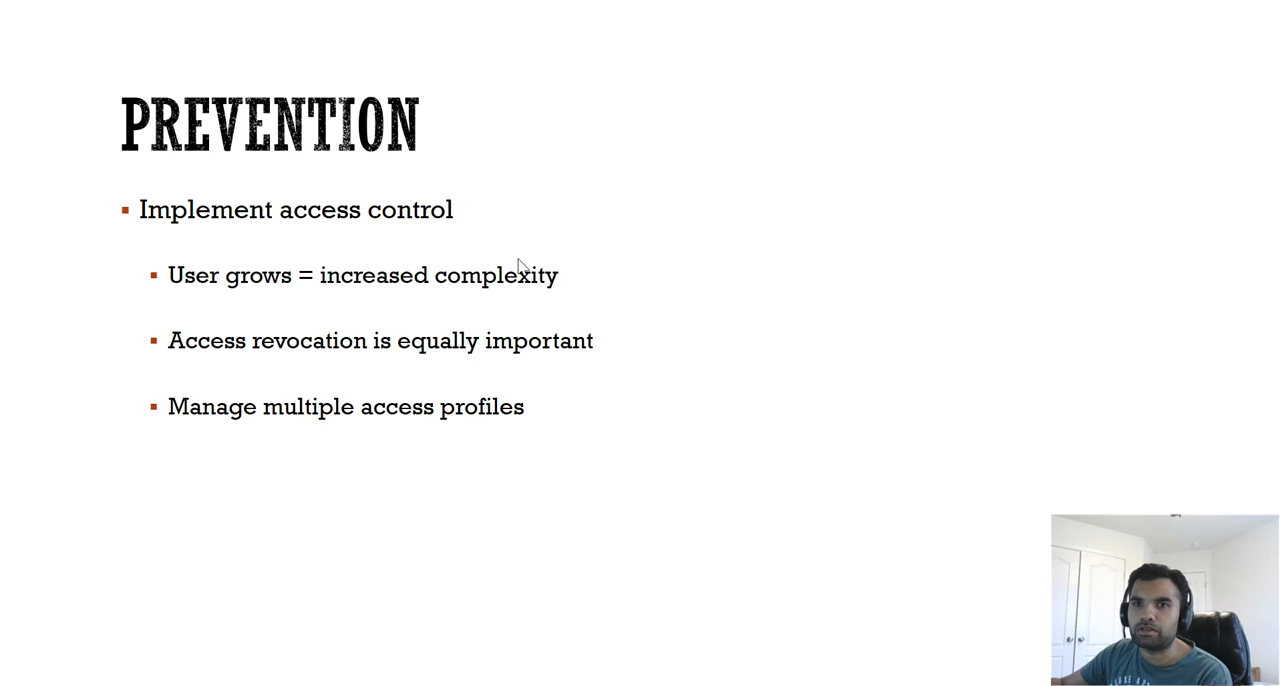 PREVENTION
Implement access control
User grows = increased complexity
Access revocation is equally important
Manage multiple access profiles